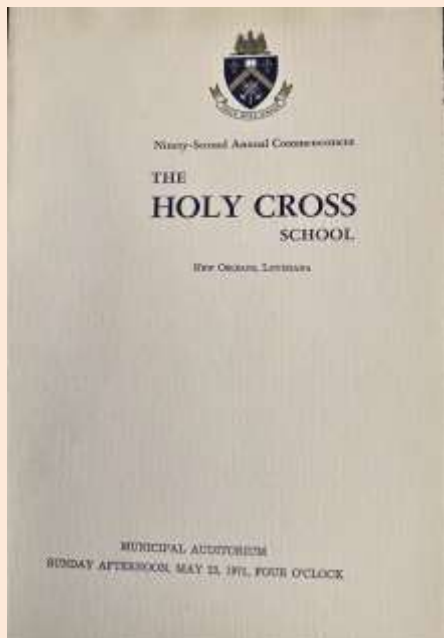 Ninety-Second Annual Commencement
THE
HOLY CROSS
SCHOOL
New Orleans, Louisiana
MUNICIPAL AUDITORIUM
SUNDAY AFTERNOON, MAY 23, 1971, FOUR O'CLOCK